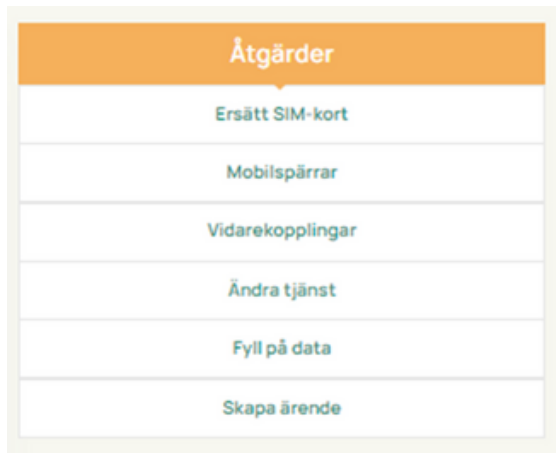 Åtgärder
Ersätt SIM-kort
Mobilspärrar
Vidarekopplingar
Ändra tjänst
Fyll på data
Skapa ärende